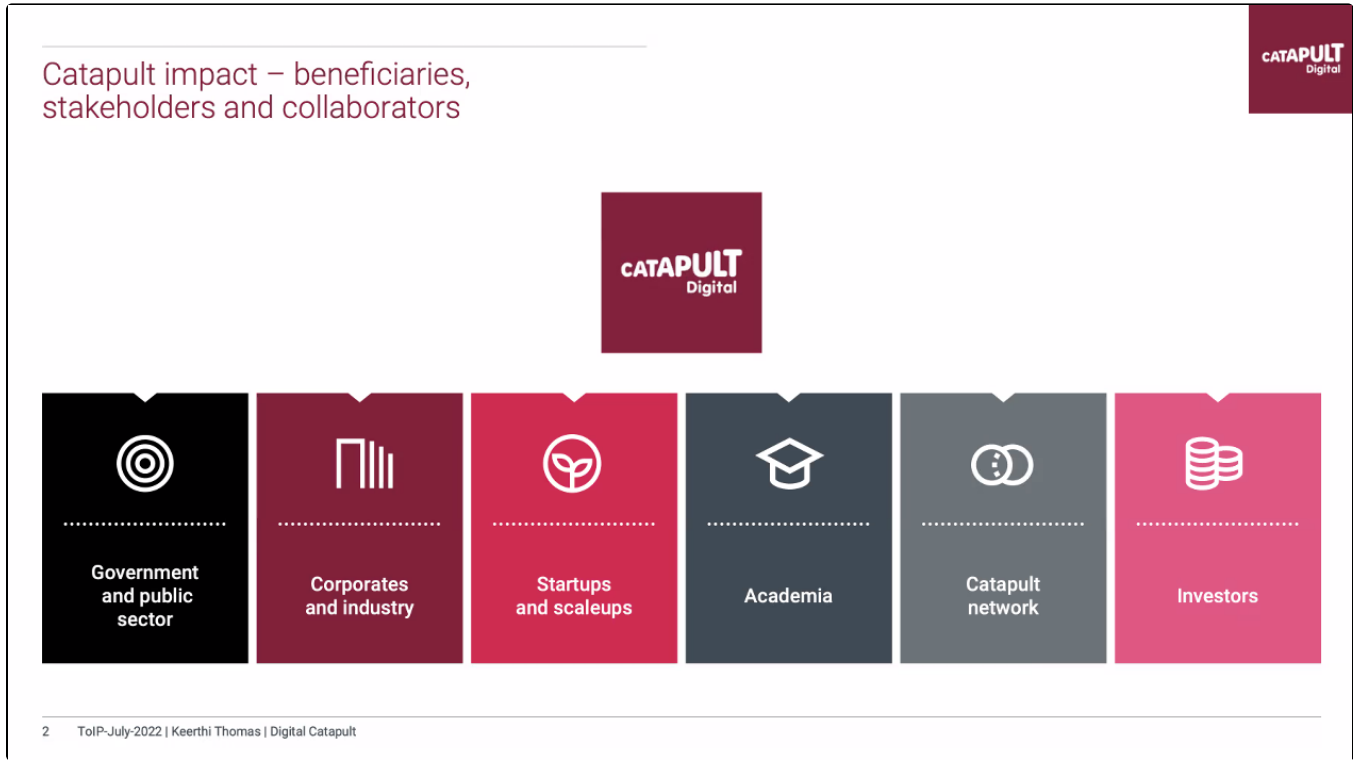 Catapult impact – beneficiaries,
stakeholders and collaborators
CATAPULT
Digital
CATAPULT
Digital
Government
and public
sector
Corporates
and industry
Startups
and scaleups
Academia
Catapult
network
Investors
2 ToIP-July-2022 | Keerthi Thomas | Digital Catapult